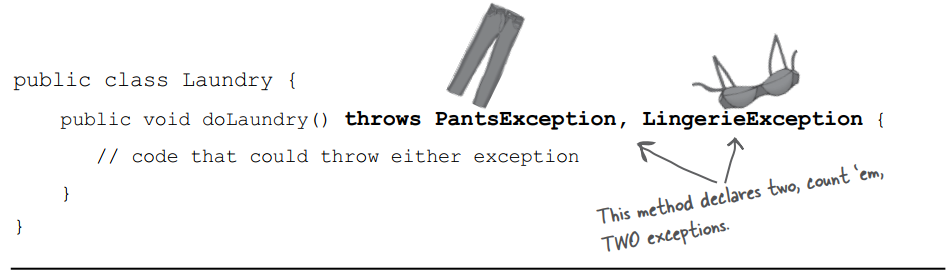 public class Laundry {
public void doLaundry() throws PantsException, LingerieException {
// code that could throw either exception
}
}
This method declares two, count 'em,
TWO exceptions.